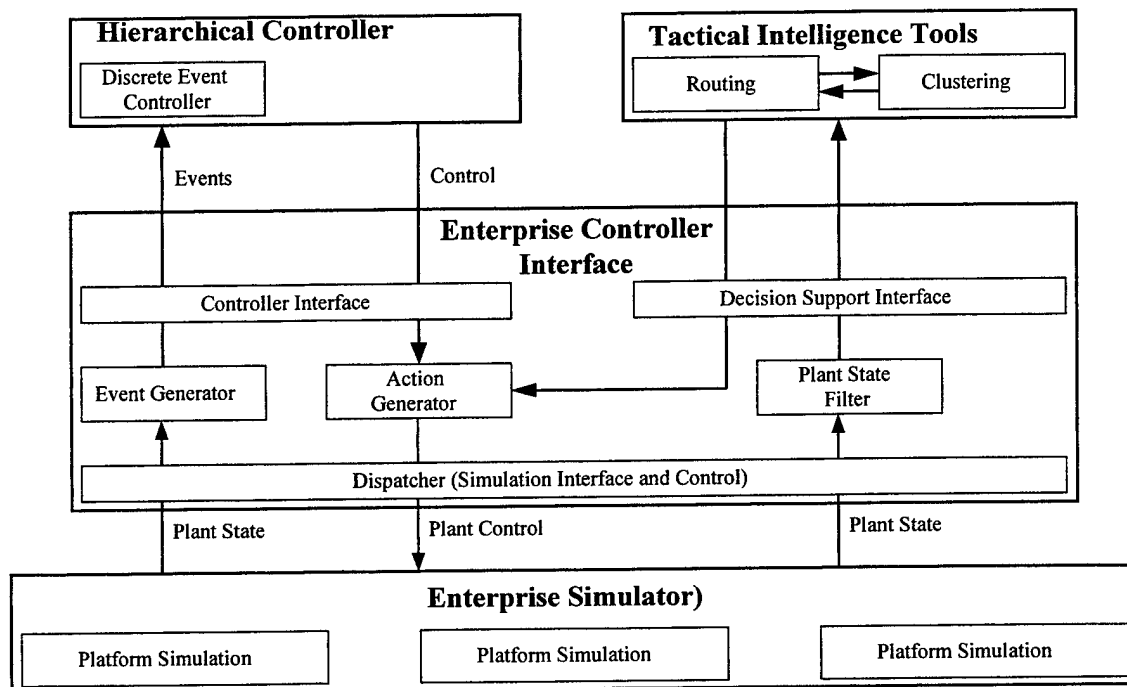 Hierarchical Controller
Discrete Event
Controller
Tactical Intelligence Tools
Routing
Clustering
Events
Control
Enterprise Controller
Interface
Controller Interface
Decision Support Interface
Event Generator
Action
Generator
Plant State
Filter
Dispatcher (Simulation Interface and Control)
Plant State
Plant Control
Plant State
Enterprise Simulator)
Platform Simulation
Platform Simulation
Platform Simulation